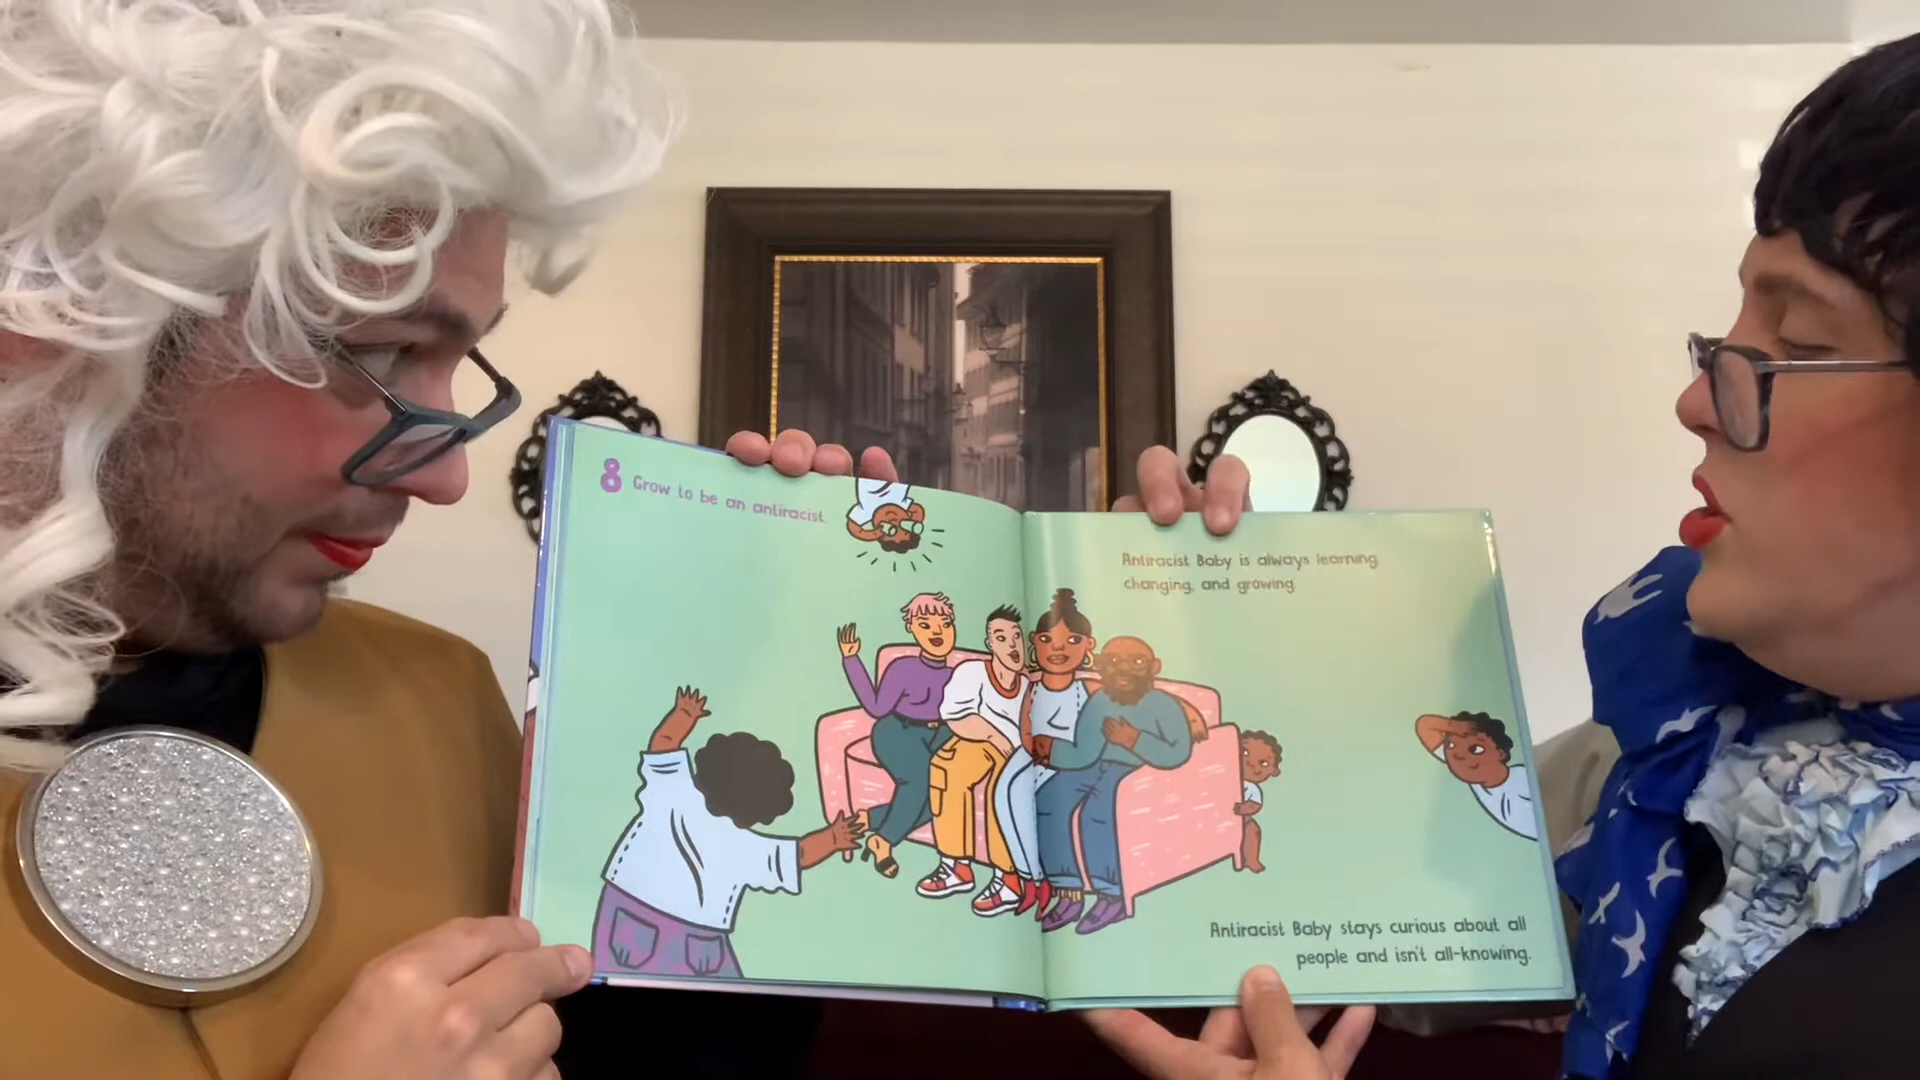 8 Grow to be an antiracist.
Antiracist Baby is always learning,
changing, and growing.
Antiracist Baby stays curious about all
people and isn't all-knowing.